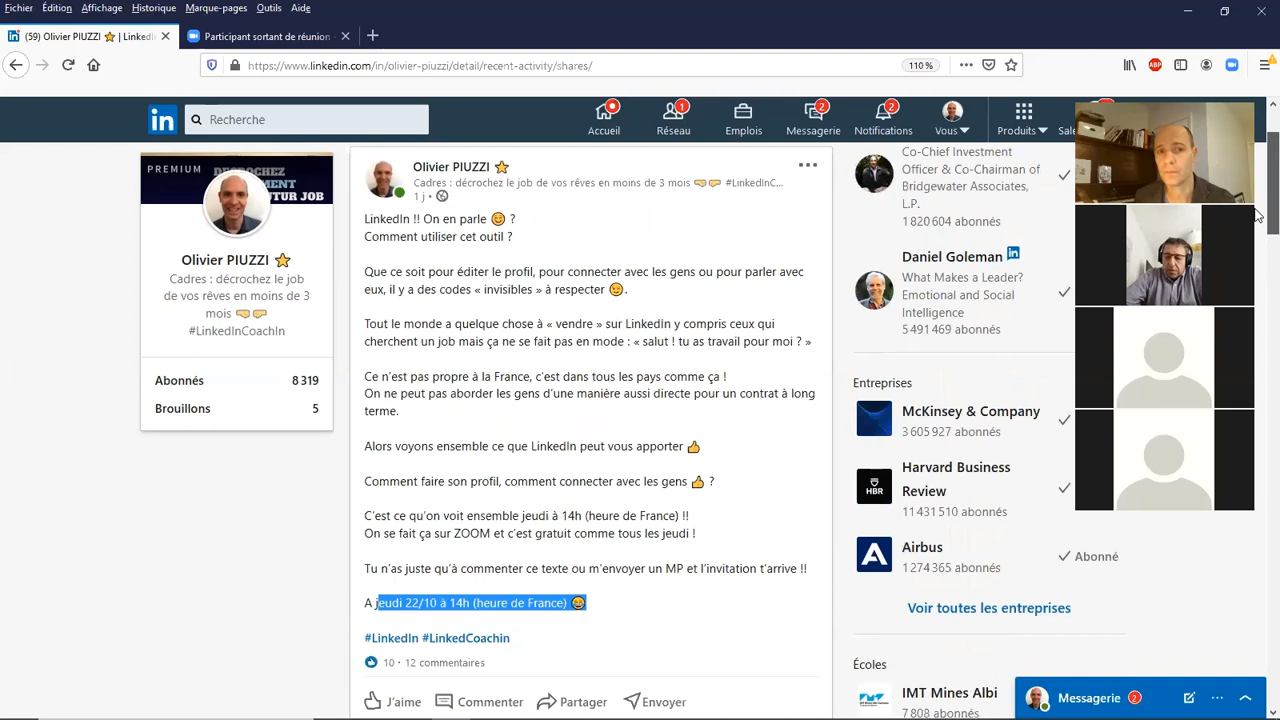 Fichier Édition Affichage Historique Marque-pages Outils Aide
(59) Olivier PIUZZI ⭐ | LinkedIn
Participant sortant de réunion -
https://www.linkedin.com/in/olivier-piuzzi/detail/recent-activity/shares/
110 %
ABP
in
Recherche
Accueil
1
Réseau
Emplois
2
Messagerie
2
Notifications
Vous
Produits
PREMIUM
Olivier PIUZZI ⭐
Cadres : décrochez le job
de vos rêves en moins de 3
mois 🤜🤛
#LinkedInCoachIn
Abonnés 8 319
Brouillons 5
Olivier PIUZZI ⭐
Cadres : décrochez le job de vos rêves en moins de 3 mois 🤜🤛 #LinkedInC...
1 j •
LinkedIn !! On en parle 😊 ?
Comment utiliser cet outil ?
Que ce soit pour éditer le profil, pour connecter avec les gens ou pour parler avec
eux, il y a des codes « invisibles » à respecter 😉.
Tout le monde a quelque chose à « vendre » sur LinkedIn y compris ceux qui
cherchent un job mais ça ne se fait pas en mode : « salut ! tu as travail pour moi ? »
Ce n'est pas propre à la France, c'est dans tous les pays comme ça !
On ne peut pas aborder les gens d'une manière aussi directe pour un contrat à long
terme.
Alors voyons ensemble ce que LinkedIn peut vous apporter 👍
Comment faire son profil, comment connecter avec les gens 👍 ?
C'est ce qu'on voit ensemble jeudi à 14h (heure de France) !!
On se fait ça sur ZOOM et c'est gratuit comme tous les jeudi !
Tu n'as juste qu'à commenter ce texte ou m'envoyer un MP et l'invitation t'arrive !!
A jeudi 22/10 à 14h (heure de France) 😂
#LinkedIn #LinkedCoachin
10 · 12 commentaires
J'aime
Commenter
Partager
Envoyer
Co-Chief Investment
Officer & Co-Chairman of
Bridgewater Associates,
L.P.
1 820 604 abonnés
Daniel Goleman
What Makes a Leader?
Emotional and Social
Intelligence
5 491 469 abonnés
Entreprises
McKinsey & Company
3 605 927 abonnés
HBR
Harvard Business
Review
11 431 510 abonnés
Airbus
1 274 365 abonnés
Abonné
Voir toutes les entreprises
Écoles
IMT Mines Albi
7 808 abonnés
Messagerie 2